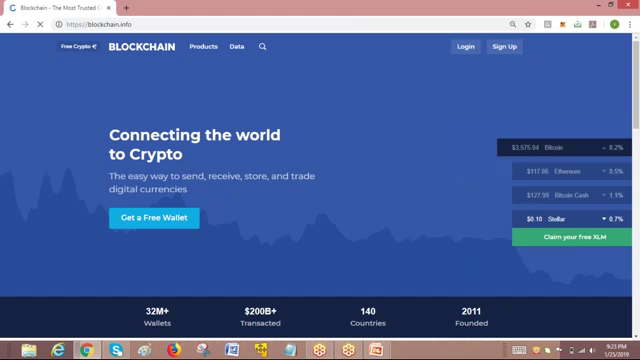 Blockchain - The Most Trusted C
https://blockchain.info
Free Crypto
BLOCKCHAIN
Products
Data
Login
Sign Up
Connecting the world
to Crypto
The easy way to send, receive, store, and trade
digital currencies
Get a Free Wallet
$3,575.04 Bitcoin 0.2%
$117.06 Ethereum 0.5%
$127.99 Bitcoin Cash 1.1%
$0.10 Stellar 0.7%
Claim your free XLM
32M+
Wallets
$200B+
Transacted
140
Countries
2011
Founded
9:23 PM
1/25/2019